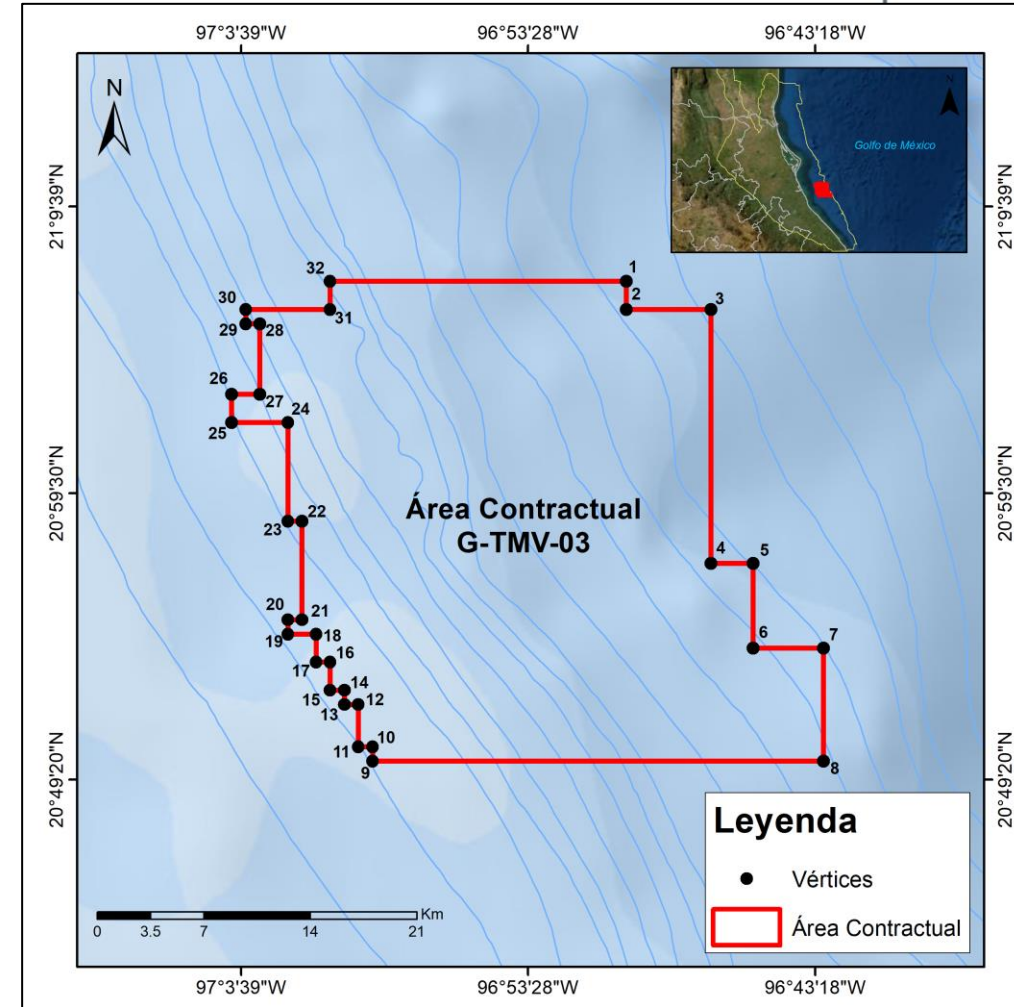 97°3'39"W 96°53'28"W 96°43'18"W
N
N
Golfo de México
21°9'39"N 21°9'39"N
32 1
30 31 2 3
29 28
26 27
25 24
20°59'30"N 20°59'30"N
Área Contractual
G-TMV-03
23 22
4 5
20 21
19 18 6 7
17 16
15 14
13 12
11 10
9 8
20°49'20"N 20°49'20"N
Leyenda
Vértices
Área Contractual
Km
0 3.5 7 14 21
97°3'39"W 96°53'28"W 96°43'18"W